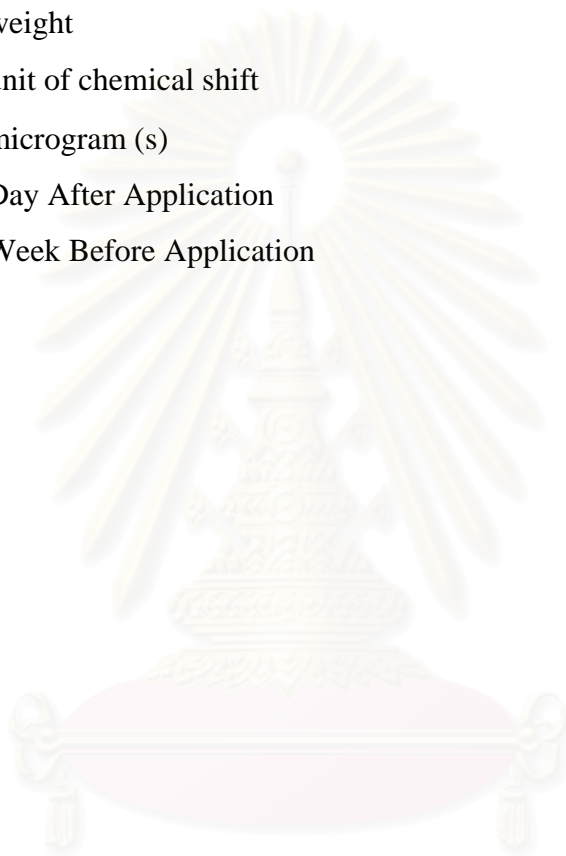 weight
unit of chemical shift
microgram (s)
Day After Application
Week Before Application